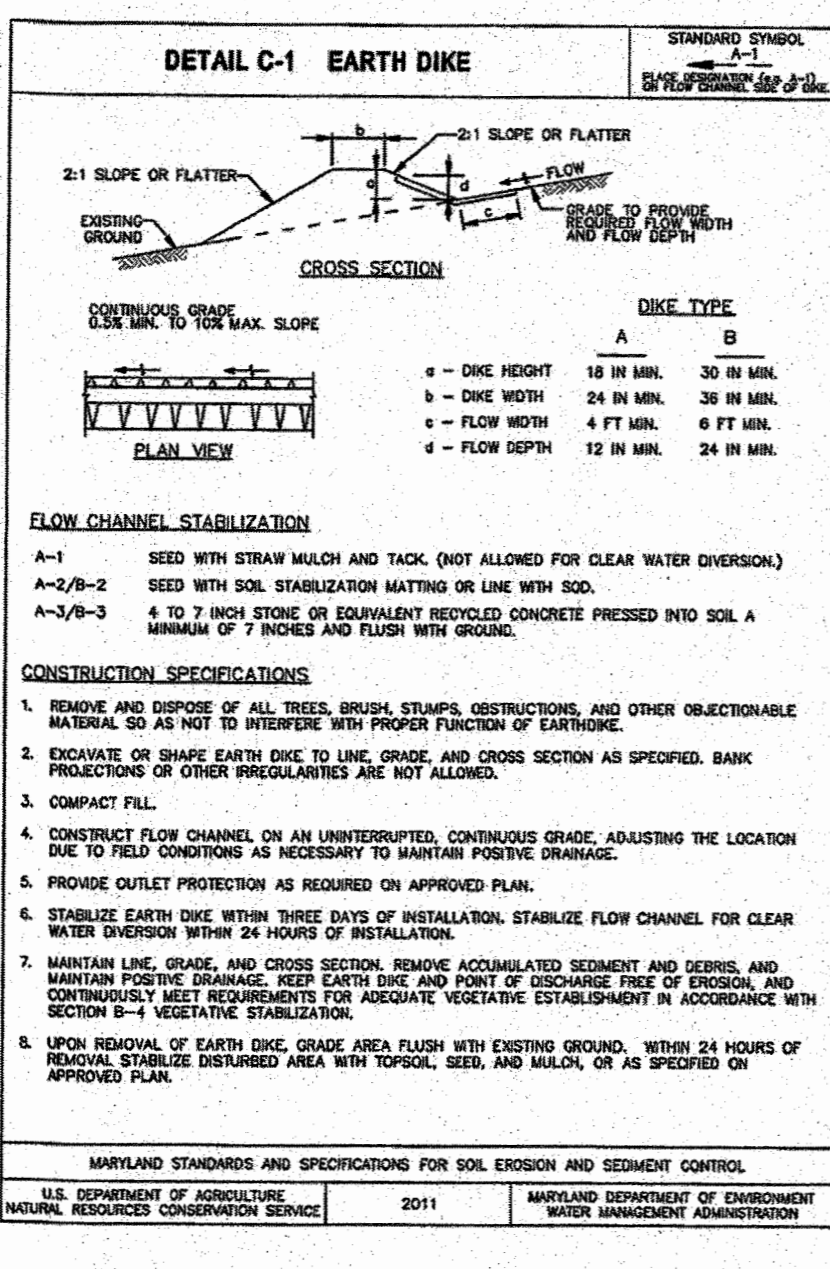 DETAIL C-1 EARTH DIKE
STANDARD SYMBOL
A-1
PLACE DESIGNATION (e.g. A-1)
ON FLOW CHANNEL SIDE OF DIKE.
b
2:1 SLOPE OR FLATTER
2:1 SLOPE OR FLATTER
a
d
FLOW
c
GRADE TO PROVIDE
REQUIRED FLOW WIDTH
AND FLOW DEPTH
EXISTING
GROUND
CROSS SECTION
CONTINUOUS GRADE
0.5% MIN. TO 10% MAX. SLOPE
PLAN VIEW
DIKE TYPE
A B
a - DIKE HEIGHT 18 IN MIN. 30 IN MIN.
b - DIKE WIDTH 24 IN MIN. 36 IN MIN.
c - FLOW WIDTH 4 FT MIN. 6 FT MIN.
d - FLOW DEPTH 12 IN MIN. 24 IN MIN.
FLOW CHANNEL STABILIZATION
A-1 SEED WITH STRAW MULCH AND TACK. (NOT ALLOWED FOR CLEAR WATER DIVERSION.)
A-2/B-2 SEED WITH SOIL STABILIZATION MATTING OR LINE WITH SOD.
A-3/B-3 4 TO 7 INCH STONE OR EQUIVALENT RECYCLED CONCRETE PRESSED INTO SOIL A
MINIMUM OF 7 INCHES AND FLUSH WITH GROUND.
CONSTRUCTION SPECIFICATIONS
1. REMOVE AND DISPOSE OF ALL TREES, BRUSH, STUMPS, OBSTRUCTIONS, AND OTHER OBJECTIONABLE
MATERIAL SO AS NOT TO INTERFERE WITH PROPER FUNCTION OF EARTHDIKE.
2. EXCAVATE OR SHAPE EARTH DIKE TO LINE, GRADE, AND CROSS SECTION AS SPECIFIED. BANK
PROJECTIONS OR OTHER IRREGULARITIES ARE NOT ALLOWED.
3. COMPACT FILL.
4. CONSTRUCT FLOW CHANNEL ON AN UNINTERRUPTED, CONTINUOUS GRADE, ADJUSTING THE LOCATION
DUE TO FIELD CONDITIONS AS NECESSARY TO MAINTAIN POSITIVE DRAINAGE.
5. PROVIDE OUTLET PROTECTION AS REQUIRED ON APPROVED PLAN.
6. STABILIZE EARTH DIKE WITHIN THREE DAYS OF INSTALLATION. STABILIZE FLOW CHANNEL FOR CLEAR
WATER DIVERSION WITHIN 24 HOURS OF INSTALLATION.
7. MAINTAIN LINE, GRADE, AND CROSS SECTION. REMOVE ACCUMULATED SEDIMENT AND DEBRIS, AND
MAINTAIN POSITIVE DRAINAGE. KEEP EARTH DIKE AND POINT OF DISCHARGE FREE OF EROSION, AND
CONTINUOUSLY MEET REQUIREMENTS FOR ADEQUATE VEGETATIVE ESTABLISHMENT IN ACCORDANCE WITH
SECTION B-4 VEGETATIVE STABILIZATION.
8. UPON REMOVAL OF EARTH DIKE, GRADE AREA FLUSH WITH EXISTING GROUND. WITHIN 24 HOURS OF
REMOVAL STABILIZE DISTURBED AREA WITH TOPSOIL, SEED, AND MULCH, OR AS SPECIFIED ON
APPROVED PLAN.
MARYLAND STANDARDS AND SPECIFICATIONS FOR SOIL EROSION AND SEDIMENT CONTROL
U.S. DEPARTMENT OF AGRICULTURE
NATURAL RESOURCES CONSERVATION SERVICE
2011
MARYLAND DEPARTMENT OF ENVIRONMENT
WATER MANAGEMENT ADMINISTRATION